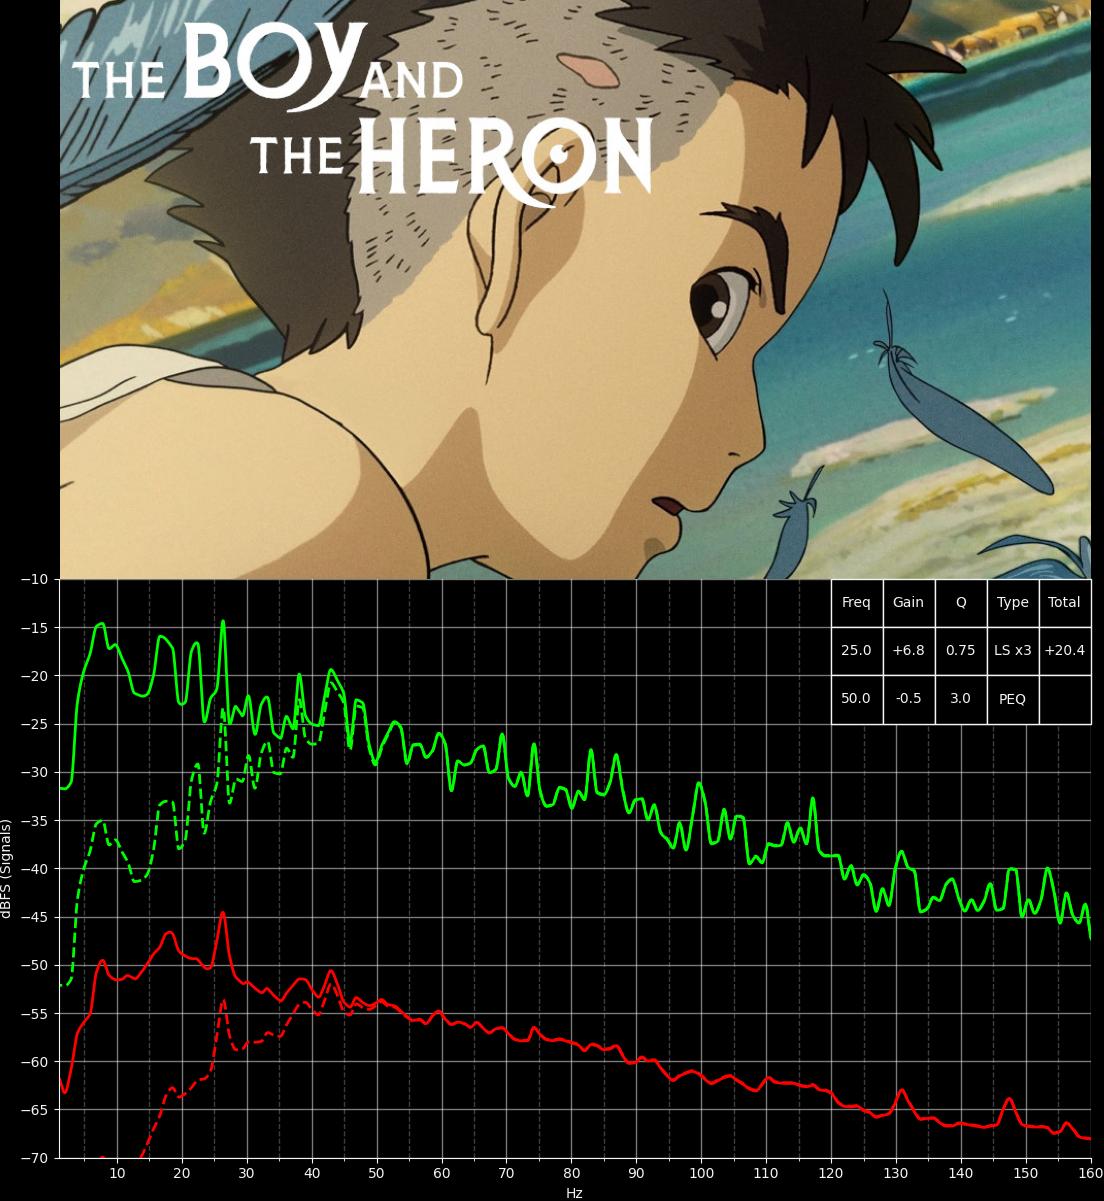 THE BOY AND
THE HERON
Freq Gain Q Type Total
25.0 +6.8 0.75 LS x3 +20.4
50.0 -0.5 3.0 PEQ
−10
−15
−20
−25
−30
−35
−40
−45
−50
−55
−60
−65
−70
dBFS (Signals)
10 20 30 40 50 60 70 80 90 100 110 120 130 140 150 160
Hz